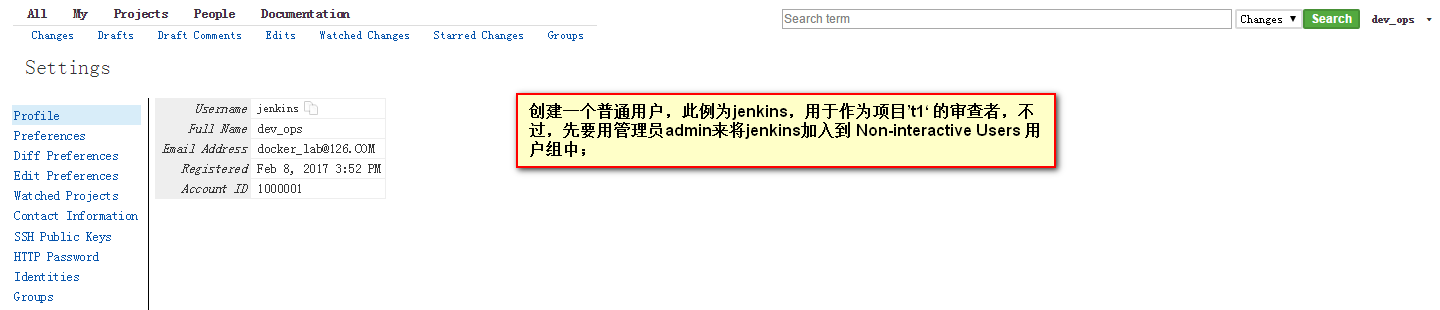 All My Projects People Documentation
Search term Changes ▼ Search dev_ops
Changes Drafts Draft Comments Edits Watched Changes Starred Changes Groups
Settings
Profile
Preferences
Diff Preferences
Edit Preferences
Watched Projects
Contact Information
SSH Public Keys
HTTP Password
Identities
Groups
Username jenkins
Full Name dev_ops
Email Address docker_lab@126.COM
Registered Feb 8, 2017 3:52 PM
Account ID 1000001
创建一个普通用户，此例为jenkins，用于作为项目't1‘ 的审查者，不
过，先要用管理员admin来将jenkins加入到 Non-interactive Users 用
户组中；